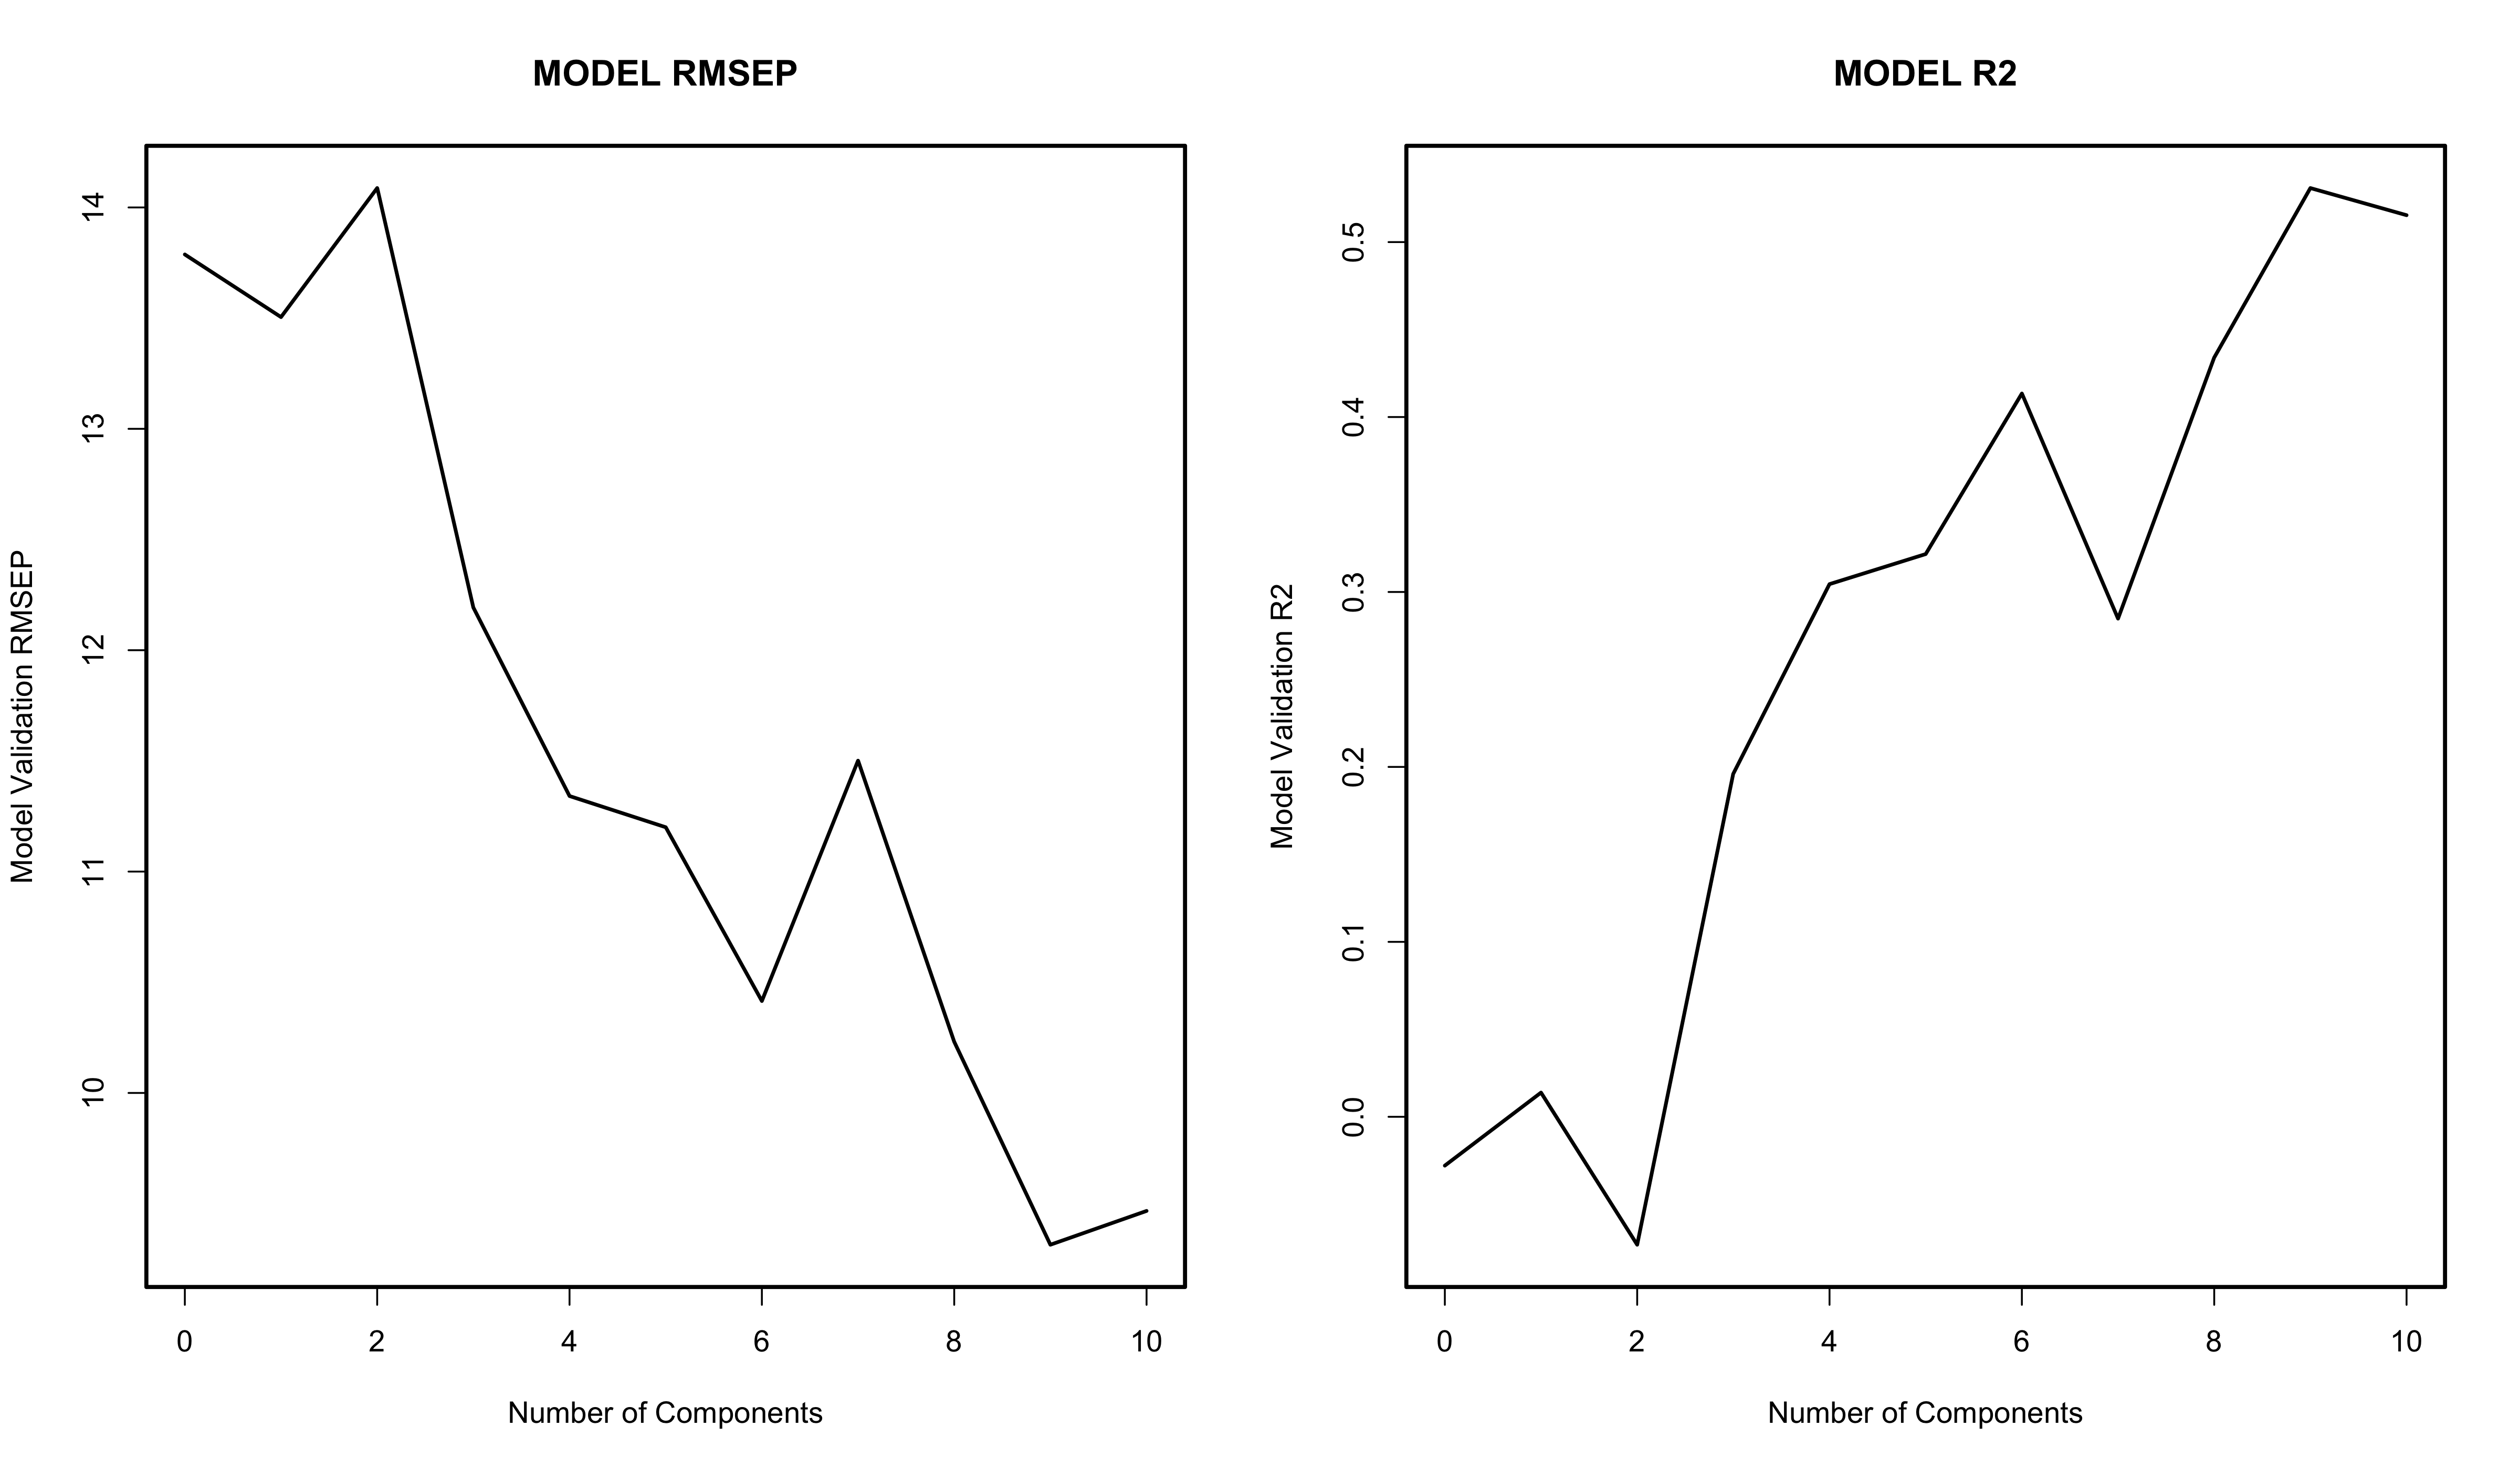 MODEL RMSEP
Model Validation RMSEP
14
13
12
11
10
0 2 4 6 8 10
Number of Components
MODEL R2
Model Validation R2
0.5
0.4
0.3
0.2
0.1
0.0
0 2 4 6 8 10
Number of Components